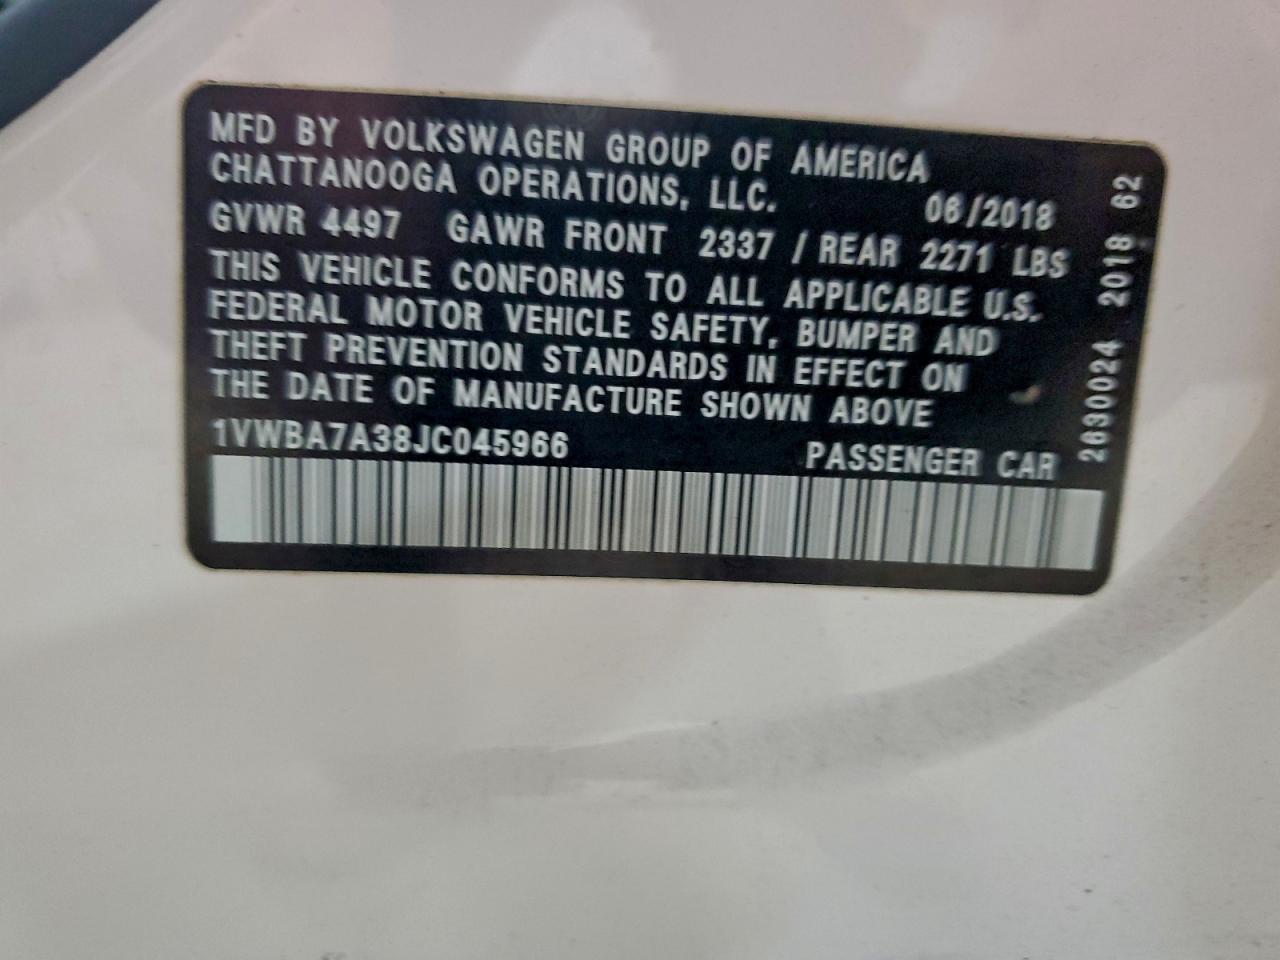 MFD BY VOLKSWAGEN GROUP OF AMERICA
CHATTANOOGA OPERATIONS, LLC. 06/2018
GVWR 4497 GAWR FRONT 2337 / REAR 2271 LBS
THIS VEHICLE CONFORMS TO ALL APPLICABLE U.S.
FEDERAL MOTOR VEHICLE SAFETY, BUMPER AND
THEFT PREVENTION STANDARDS IN EFFECT ON
THE DATE OF MANUFACTURE SHOWN ABOVE
1VWBA7A38JC045966 PASSENGER CAR
2630024 2018 62